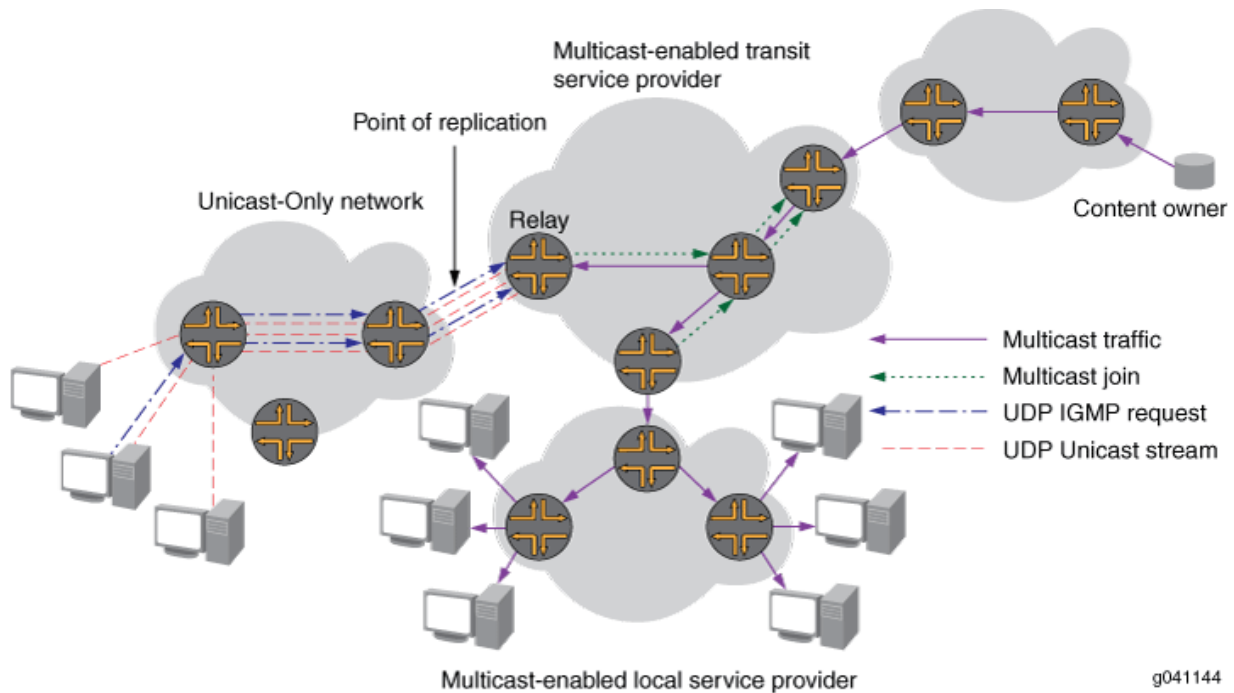 Multicast-enabled transit
service provider
Point of replication
Unicast-Only network
Relay
Content owner
Multicast traffic
Multicast join
UDP IGMP request
UDP Unicast stream
Multicast-enabled local service provider
g041144